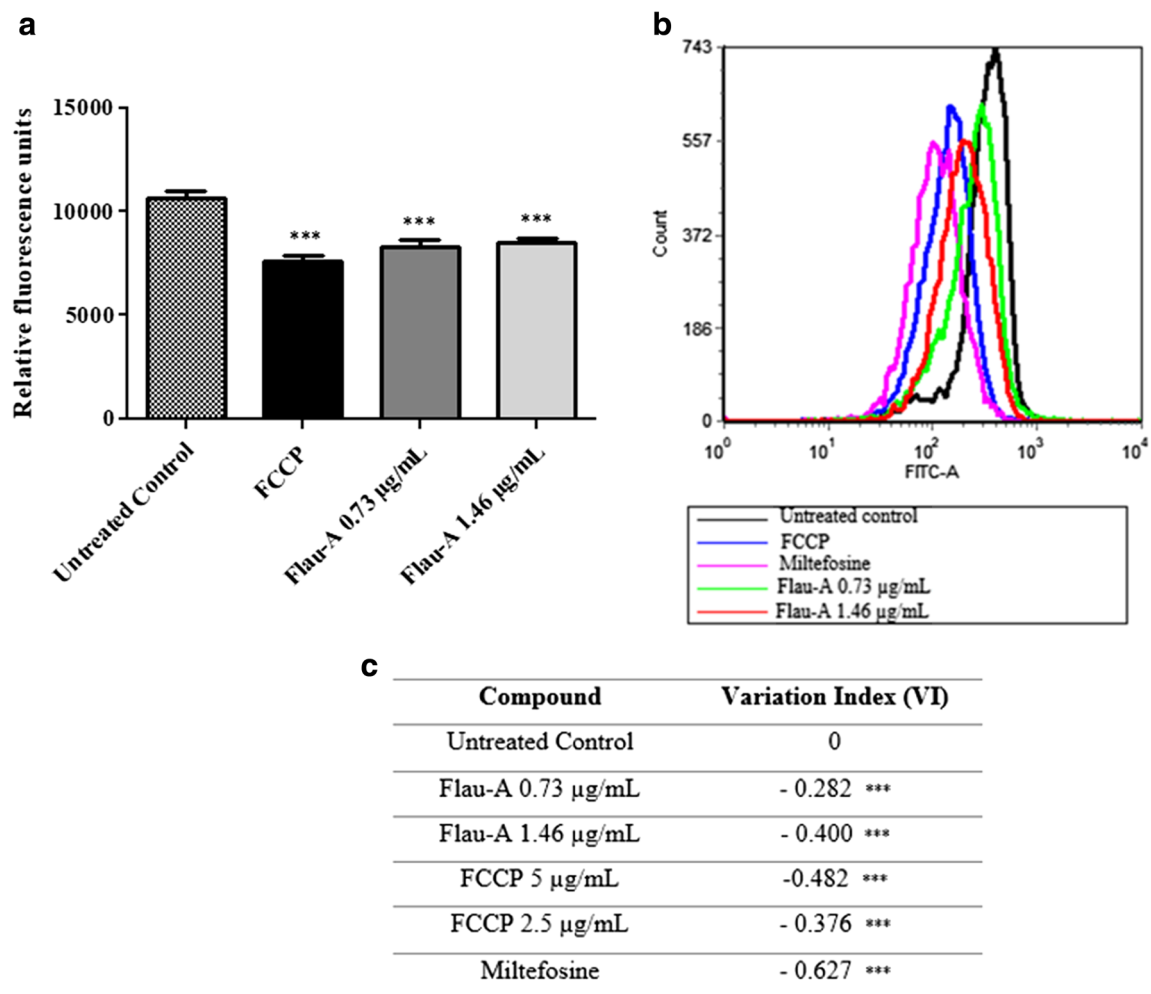 a
Relative fluorescence units
15000
10000
5000
0
***
***
***
Untreated Control
FCCP
Flau-A 0.73 µg/mL
Flau-A 1.46 µg/mL
b
Count
743
557
372
186
0
10⁰ 10¹ 10² 10³ 10⁴
FITC-A
Untreated control
FCCP
Miltefosine
Flau-A 0.73 µg/mL
Flau-A 1.46 µg/mL
c
Compound Variation Index (VI)
Untreated Control 0
Flau-A 0.73 µg/mL - 0.282 ***
Flau-A 1.46 µg/mL - 0.400 ***
FCCP 5 µg/mL -0.482 ***
FCCP 2.5 µg/mL - 0.376 ***
Miltefosine - 0.627 ***